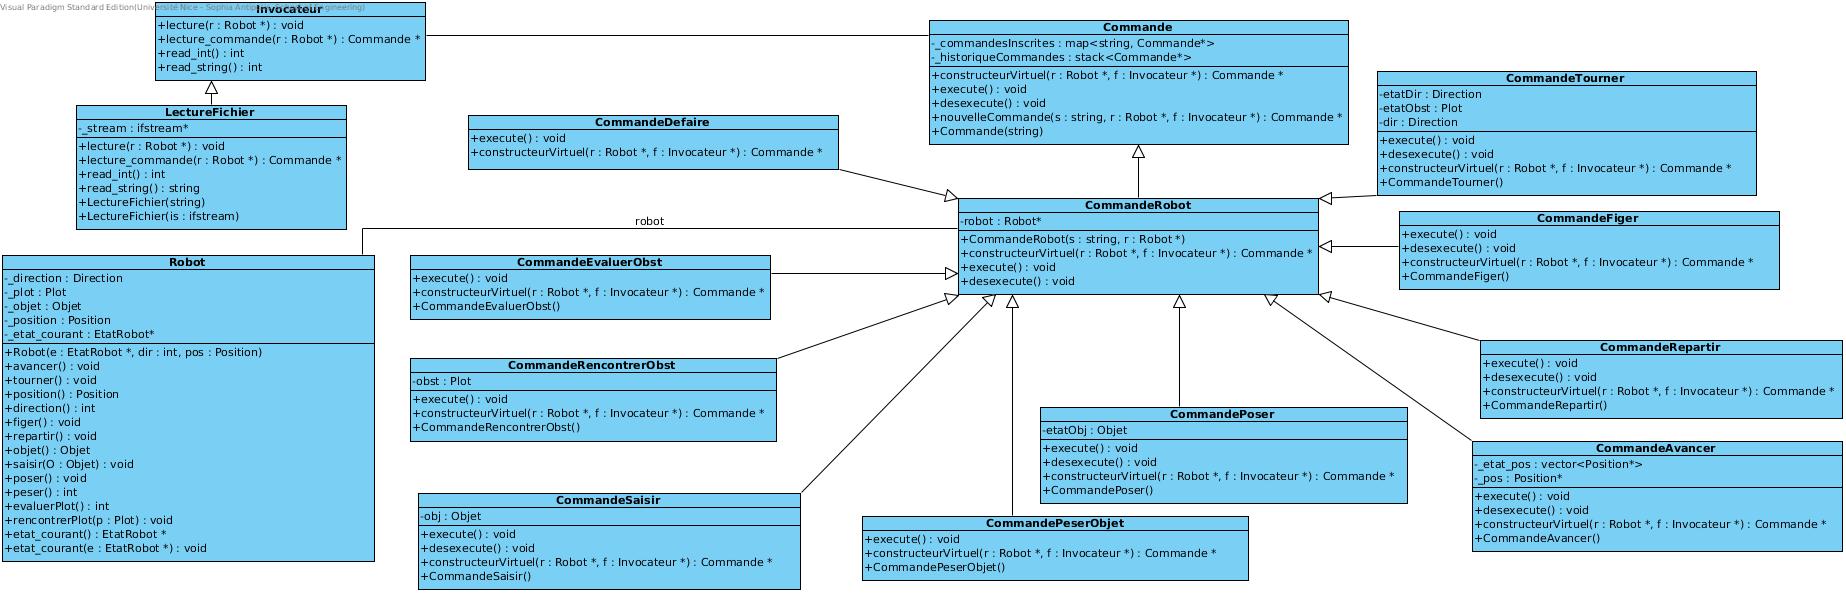 Visual Paradigm Standard Edition(Université Nice - Sophia Antipolis Engineering)
Invocateur
+lecture(r : Robot *) : void
+lecture_commande(r : Robot *) : Commande *
+read_int() : int
+read_string() : int
LectureFichier
-_stream : ifstream*
+lecture(r : Robot *) : void
+lecture_commande(r : Robot *) : Commande *
+read_int() : int
+read_string() : string
+LectureFichier(string)
+LectureFichier(is : ifstream)
CommandeDefaire
+execute() : void
+constructeurVirtuel(r : Robot *, f : Invocateur *) : Commande *
Commande
-_commandesInscrites : map<string, Commande*>
-_historiqueCommandes : stack<Commande*>
+constructeurVirtuel(r : Robot *, f : Invocateur *) : Commande *
+execute() : void
+desexecute() : void
+nouvelleCommande(s : string, r : Robot *, f : Invocateur *) : Commande *
+Commande(string)
CommandeTourner
-etatDir : Direction
-etatObst : Plot
-dir : Direction
+execute() : void
+desexecute() : void
+constructeurVirtuel(r : Robot *, f : Invocateur *) : Commande *
+CommandeTourner()
CommandeRobot
-robot : Robot*
+CommandeRobot(s : string, r : Robot *)
+constructeurVirtuel(r : Robot *, f : Invocateur *) : Commande *
+execute() : void
+desexecute() : void
CommandeFiger
+execute() : void
+desexecute() : void
+constructeurVirtuel(r : Robot *, f : Invocateur *) : Commande *
+CommandeFiger()
robot
Robot
-_direction : Direction
-_plot : Plot
-_objet : Objet
-_position : Position
-_etat_courant : EtatRobot*
+Robot(e : EtatRobot *, dir : int, pos : Position)
+avancer() : void
+tourner() : void
+position() : Position
+direction() : int
+figer() : void
+repartir() : void
+objet() : Objet
+saisir(O : Objet) : void
+poser() : void
+peser() : int
+evaluerPlot() : int
+rencontrerPlot(p : Plot) : void
+etat_courant() : EtatRobot *
+etat_courant(e : EtatRobot *) : void
CommandeEvaluerObst
+execute() : void
+constructeurVirtuel(r : Robot *, f : Invocateur *) : Commande *
+CommandeEvaluerObst()
CommandeRencontrerObst
-obst : Plot
+execute() : void
+constructeurVirtuel(r : Robot *, f : Invocateur *) : Commande *
+CommandeRencontrerObst()
CommandeSaisir
-obj : Objet
+execute() : void
+desexecute() : void
+constructeurVirtuel(r : Robot *, f : Invocateur *) : Commande *
+CommandeSaisir()
CommandePeserObjet
+execute() : void
+constructeurVirtuel(r : Robot *, f : Invocateur *) : Commande *
+CommandePeserObjet()
CommandePoser
-etatObj : Objet
+execute() : void
+desexecute() : void
+constructeurVirtuel(r : Robot *, f : Invocateur *) : Commande *
+CommandePoser()
CommandeRepartir
+execute() : void
+desexecute() : void
+constructeurVirtuel(r : Robot *, f : Invocateur *) : Commande *
+CommandeRepartir()
CommandeAvancer
-_etat_pos : vector<Position*>
-_pos : Position*
+execute() : void
+desexecute() : void
+constructeurVirtuel(r : Robot *, f : Invocateur *) : Commande *
+CommandeAvancer()